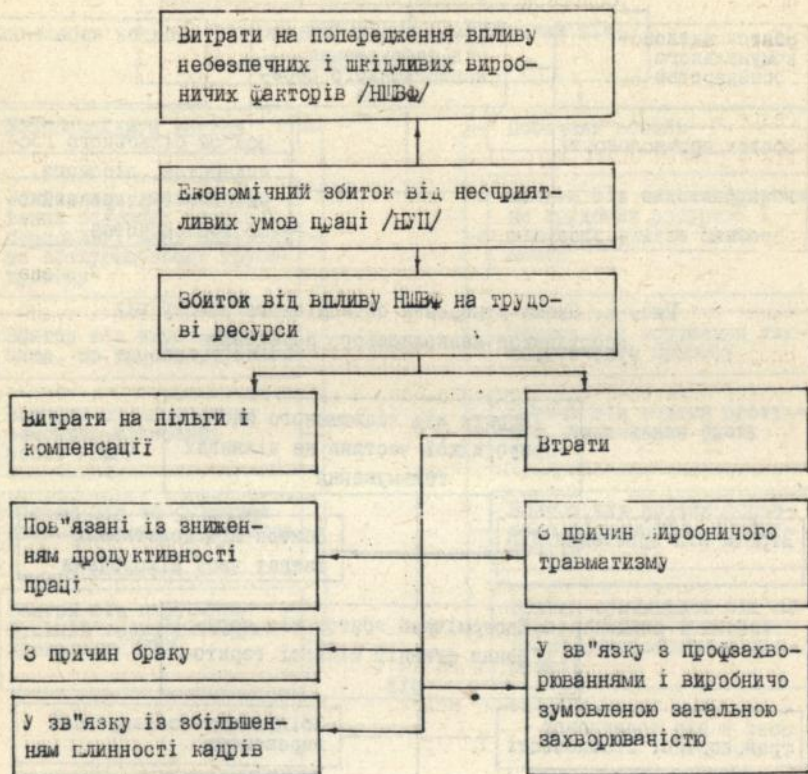 Витрати на попередження впливу
небезпечних і шкідливих вироб-
ничих факторів /НШВФ/
Економічний збиток від несприят-
ливих умов праці /НУП/
Збиток від впливу НШВФ на трудо-
ві ресурси
Витрати на пільги і
компенсації
Втрати
Пов"язані із знижен-
ням продуктивності
праці
З причин виробничого
травматизму
З причин браку
У зв"язку з профзахво-
рюваннями і виробничо
зумовленою загальною
захворюваністю
У зв"язку із збільшен-
ням плинності кадрів